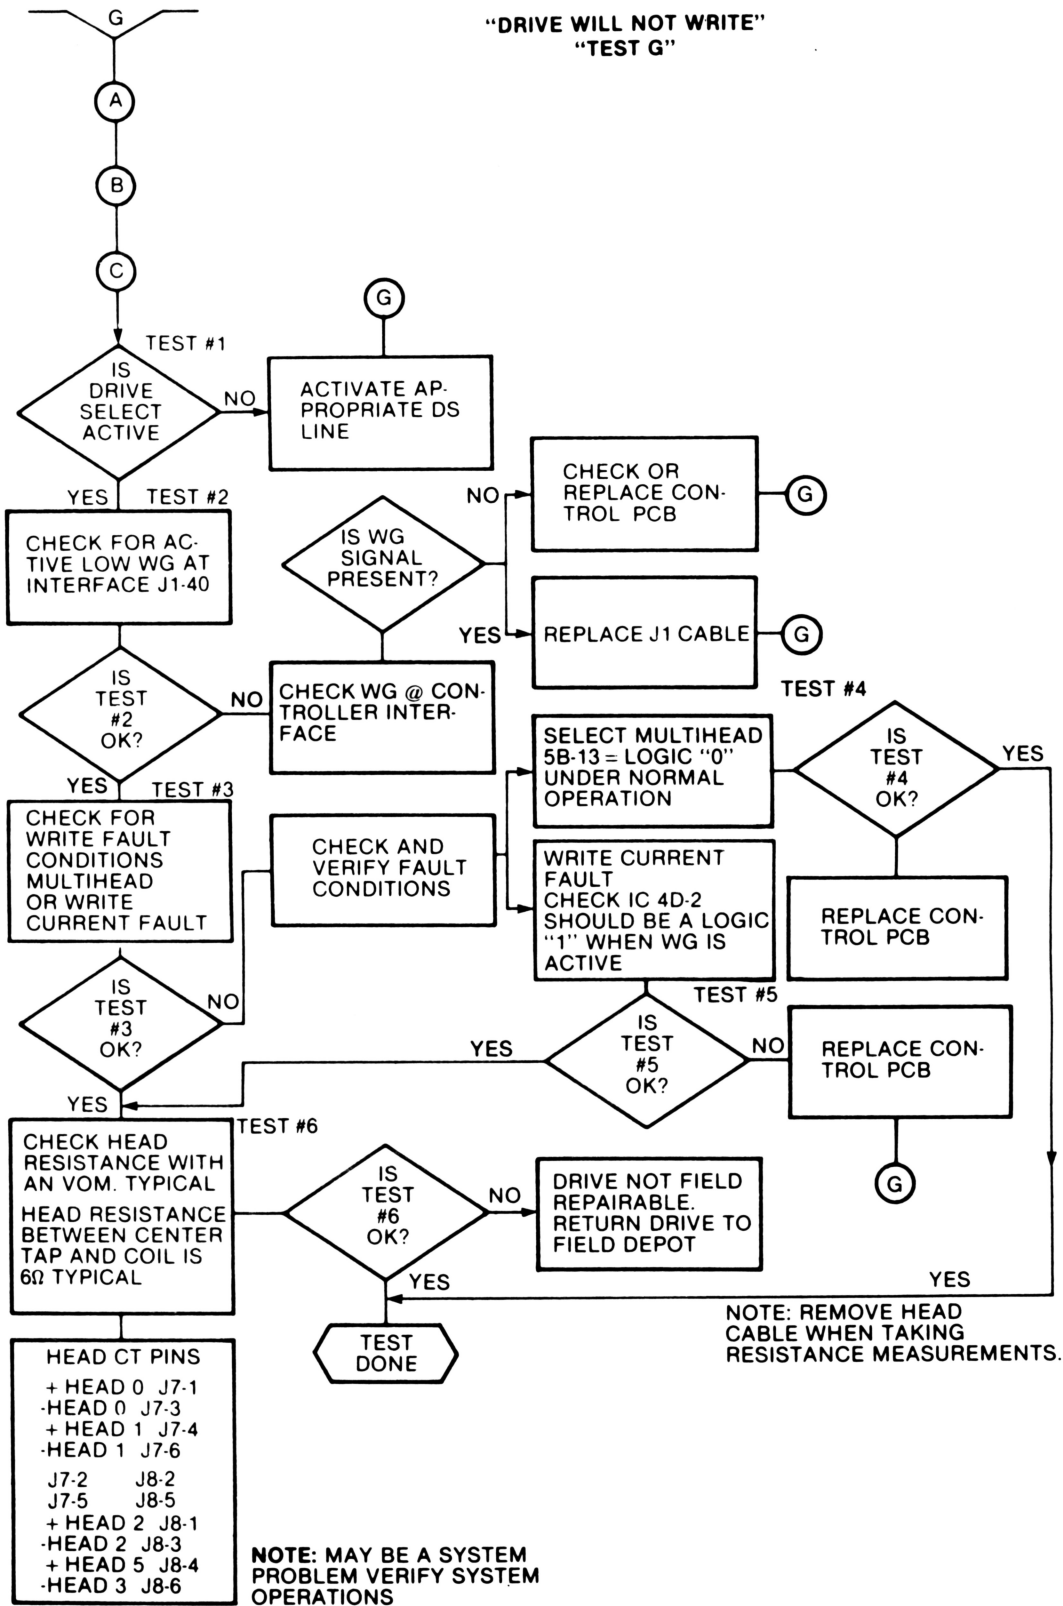 G
"DRIVE WILL NOT WRITE"
"TEST G"
A
B
C
G
TEST #1
IS
DRIVE
SELECT
ACTIVE
NO
ACTIVATE AP-
PROPRIATE DS
LINE
YES
TEST #2
CHECK FOR AC-
TIVE LOW WG AT
INTERFACE J1-40
IS WG
SIGNAL
PRESENT?
NO
CHECK OR
REPLACE CON-
TROL PCB
G
YES
REPLACE J1 CABLE
G
IS
TEST
#2
OK?
NO
CHECK WG @ CON-
TROLLER INTER-
FACE
YES
TEST #3
CHECK FOR
WRITE FAULT
CONDITIONS
MULTIHEAD
OR WRITE
CURRENT FAULT
CHECK AND
VERIFY FAULT
CONDITIONS
SELECT MULTIHEAD
5B-13 = LOGIC "0"
UNDER NORMAL
OPERATION
TEST #4
IS
TEST
#4
OK?
YES
REPLACE CON-
TROL PCB
WRITE CURRENT
FAULT
CHECK IC 4D-2
SHOULD BE A LOGIC
"1" WHEN WG IS
ACTIVE
IS
TEST
#3
OK?
NO
TEST #5
IS
TEST
#5
OK?
YES
NO
REPLACE CON-
TROL PCB
G
YES
TEST #6
CHECK HEAD
RESISTANCE WITH
AN VOM. TYPICAL
HEAD RESISTANCE
BETWEEN CENTER
TAP AND COIL IS
6Ω TYPICAL
IS
TEST
#6
OK?
NO
DRIVE NOT FIELD
REPAIRABLE.
RETURN DRIVE TO
FIELD DEPOT
YES
YES
TEST
DONE
NOTE: REMOVE HEAD
CABLE WHEN TAKING
RESISTANCE MEASUREMENTS.
HEAD CT PINS
+ HEAD 0 J7-1
-HEAD 0 J7-3
+ HEAD 1 J7-4
-HEAD 1 J7-6
J7-2 J8-2
J7-5 J8-5
+ HEAD 2 J8-1
-HEAD 2 J8-3
+ HEAD 5 J8-4
-HEAD 3 J8-6
NOTE: MAY BE A SYSTEM
PROBLEM VERIFY SYSTEM
OPERATIONS